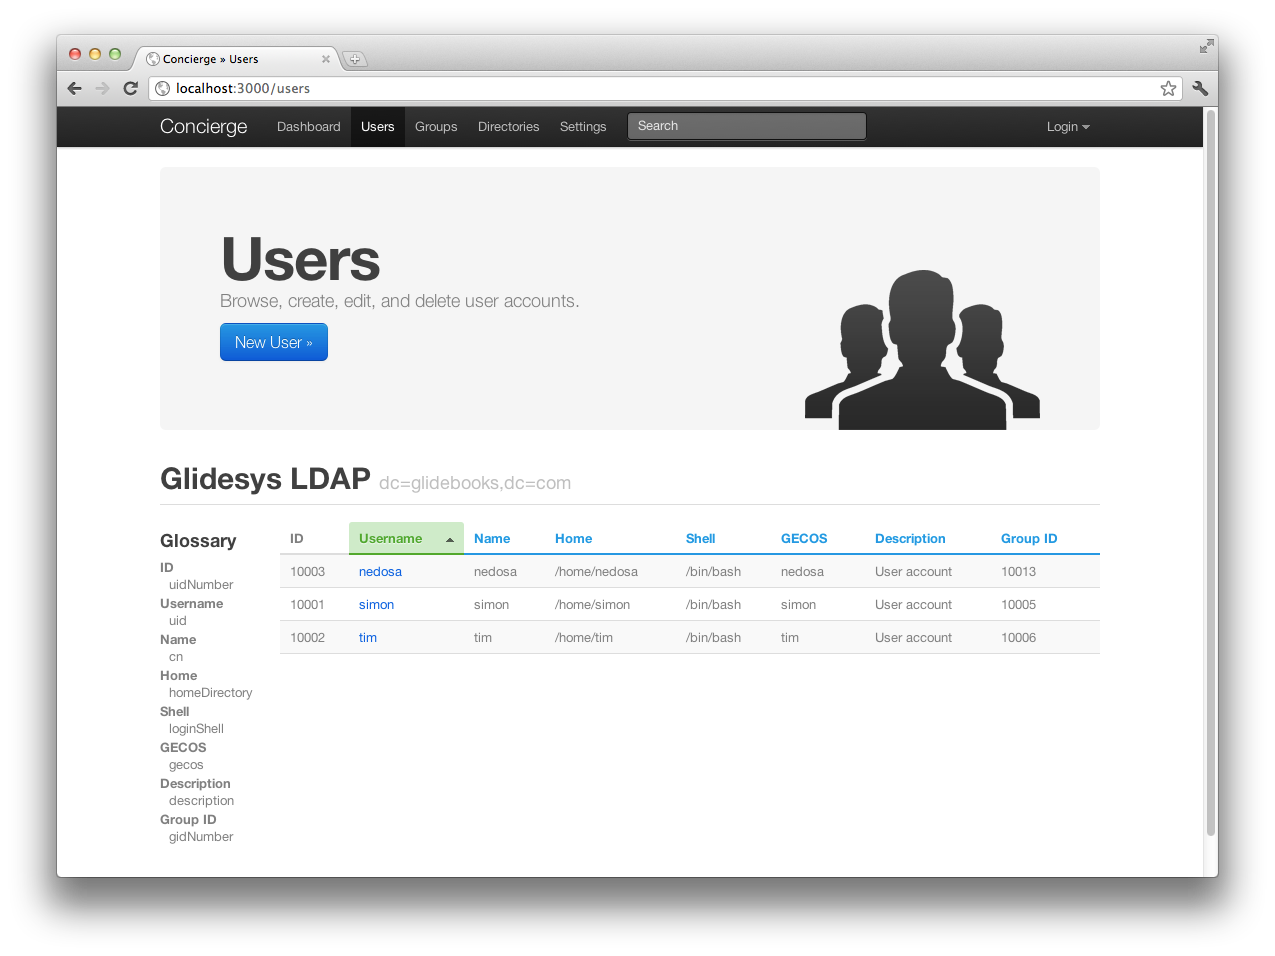 Concierge » Users
localhost:3000/users
Concierge Dashboard Users Groups Directories Settings Search Login
Users
Browse, create, edit, and delete user accounts.
New User »
Glidesys LDAP dc=glidebooks,dc=com
Glossary
ID
uidNumber
Username
uid
Name
cn
Home
homeDirectory
Shell
loginShell
GECOS
gecos
Description
description
Group ID
gidNumber
ID Username Name Home Shell GECOS Description Group ID
10003 nedosa nedosa /home/nedosa /bin/bash nedosa User account 10013
10001 simon simon /home/simon /bin/bash simon User account 10005
10002 tim tim /home/tim /bin/bash tim User account 10006